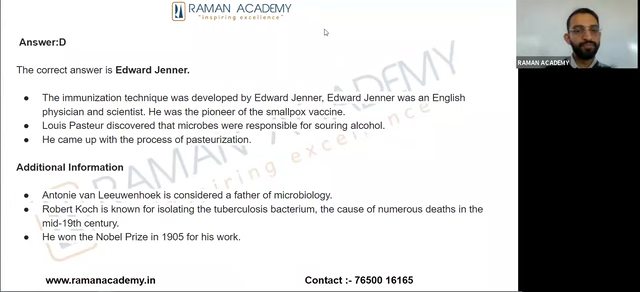 RAMAN ACADEMY
"inspiring excellence"
Answer:D
The correct answer is Edward Jenner.
● The immunization technique was developed by Edward Jenner, Edward Jenner was an English
physician and scientist. He was the pioneer of the smallpox vaccine.
● Louis Pasteur discovered that microbes were responsible for souring alcohol.
● He came up with the process of pasteurization.
Additional Information
● Antonie van Leeuwenhoek is considered a father of microbiology.
● Robert Koch is known for isolating the tuberculosis bacterium, the cause of numerous deaths in the
mid-19th century.
● He won the Nobel Prize in 1905 for his work.
www.ramanacademy.in Contact :- 76500 16165
RAMAN ACADEMY
RAMAN ACADEMY
inspiring excellence